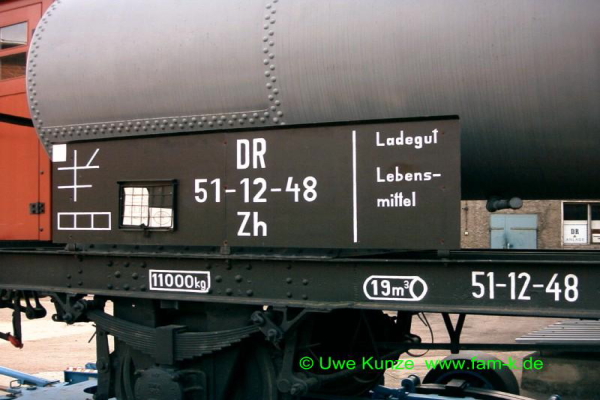 DR
51-12-48
Zh
Ladegut
Lebens-
mittel
11000kg
19m³
51-12-48
© Uwe Kunze www.fam-k.de